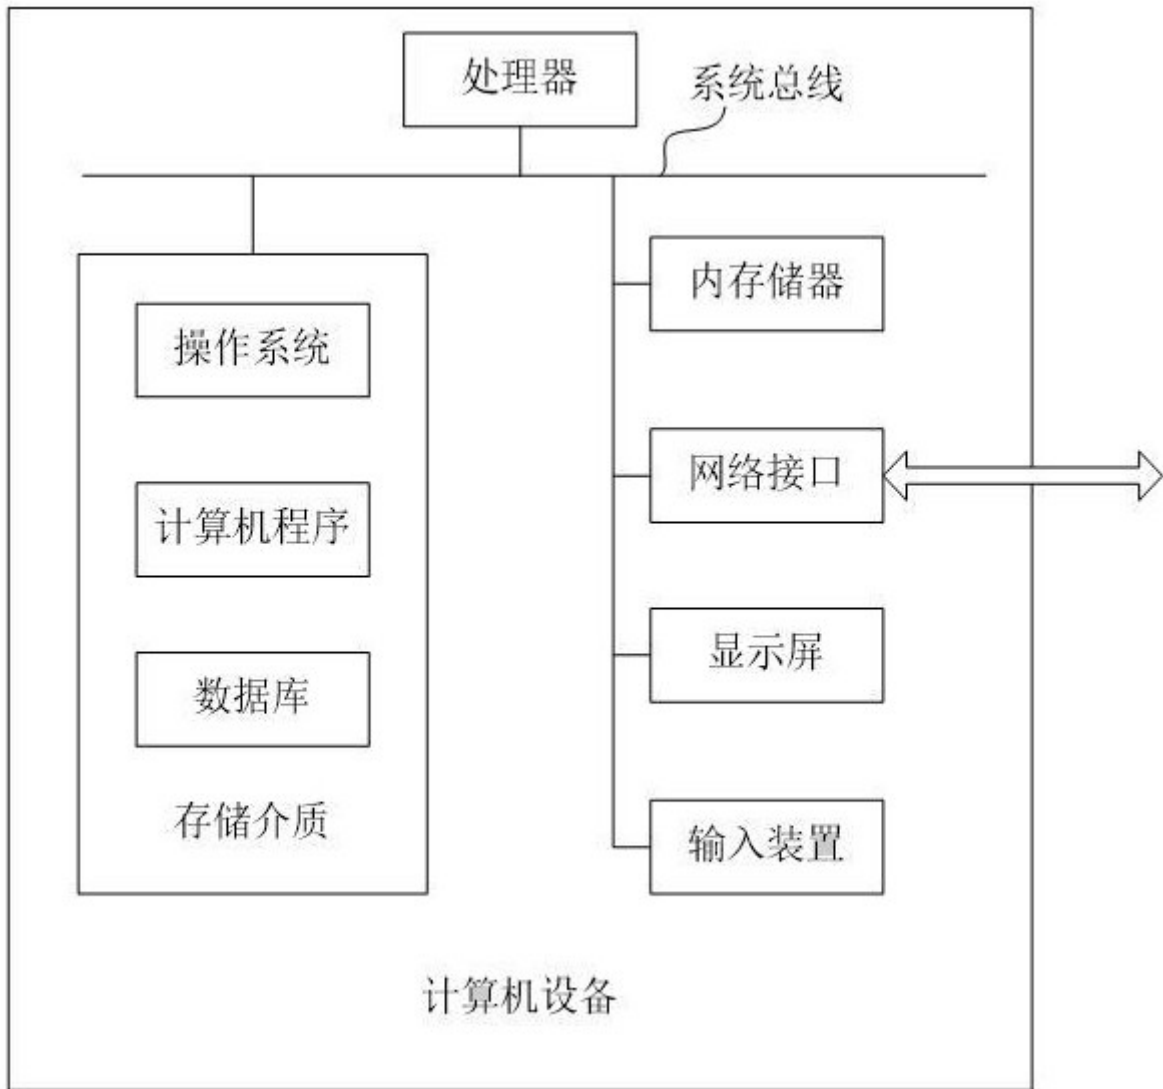 处理器
系统总线
内存储器
操作系统
网络接口
计算机程序
显示屏
数据库
存储介质
输入装置
计算机设备